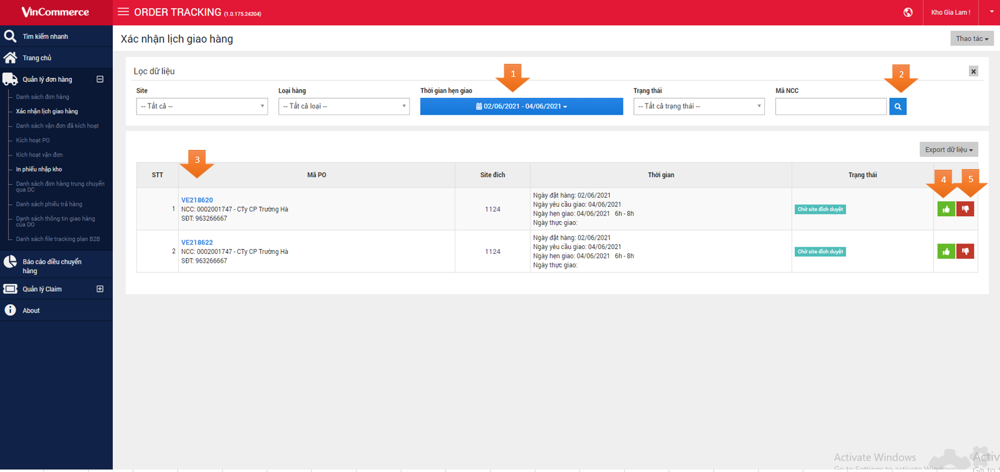 VinCommerce
ORDER TRACKING (1.0.175.24204)
Kho Gia Lam !
Tìm kiếm nhanh
Trang chủ
Quản lý đơn hàng
Danh sách đơn hàng
Xác nhận lịch giao hàng
Danh sách vận đơn đã kích hoạt
Kích hoạt PO
Kích hoạt vận đơn
In phiếu nhập kho
Danh sách đơn hàng trung chuyển
qua DC
Danh sách phiếu trả hàng
Danh sách thông tin giao hàng
của DO
Danh sách file tracking plan B2B
Báo cáo điều chuyển
hàng
Quản lý Claim
About
Xác nhận lịch giao hàng
Thao tác
Lọc dữ liệu
x
1
2
Site
Loại hàng
Thời gian hẹn giao
Trạng thái
Mã NCC
-- Tất cả --
-- Tất cả loại --
02/06/2021 - 04/06/2021
-- Tất cả trạng thái --
Export dữ liệu
3
4
5
STT
Mã PO
Site đích
Thời gian
Trạng thái
1
VE218620
NCC: 0002001747 - CTy CP Trường Hà
SĐT: 963266667
1124
Ngày đặt hàng: 02/06/2021
Ngày yêu cầu giao: 04/06/2021
Ngày hẹn giao: 04/06/2021 6h - 8h
Ngày thực giao:
Chờ site đích duyệt
2
VE218622
NCC: 0002001747 - CTy CP Trường Hà
SĐT: 963266667
1124
Ngày đặt hàng: 02/06/2021
Ngày yêu cầu giao: 04/06/2021
Ngày hẹn giao: 04/06/2021 6h - 8h
Ngày thực giao:
Chờ site đích duyệt
Activate Windows
Go to Settings to activate Windows.
Activ
Go to S